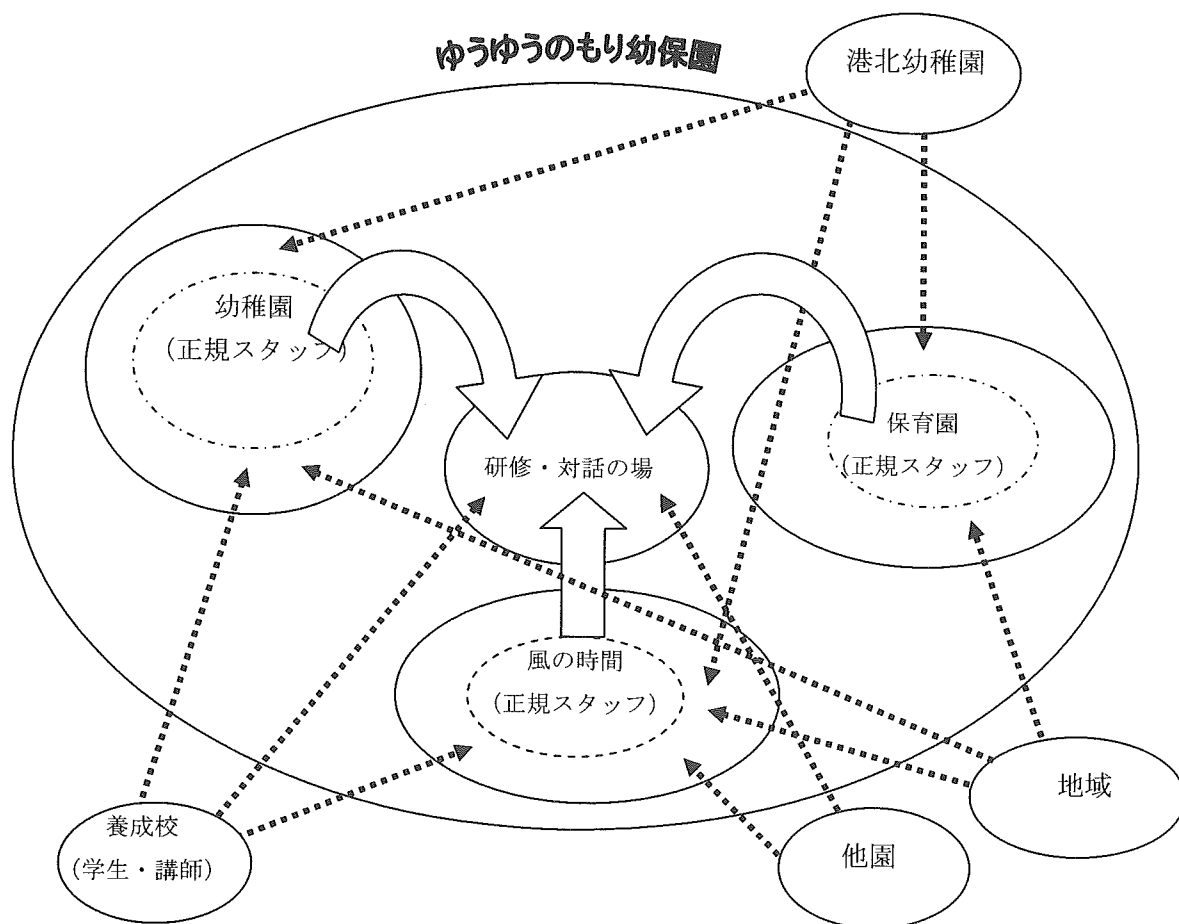 ゆうゆうのもり幼保園
港北幼稚園
幼稚園
(正規スタッフ)
保育園
(正規スタッフ)
研修・対話の場
風の時間
(正規スタッフ)
地域
養成校
(学生・講師)
他園